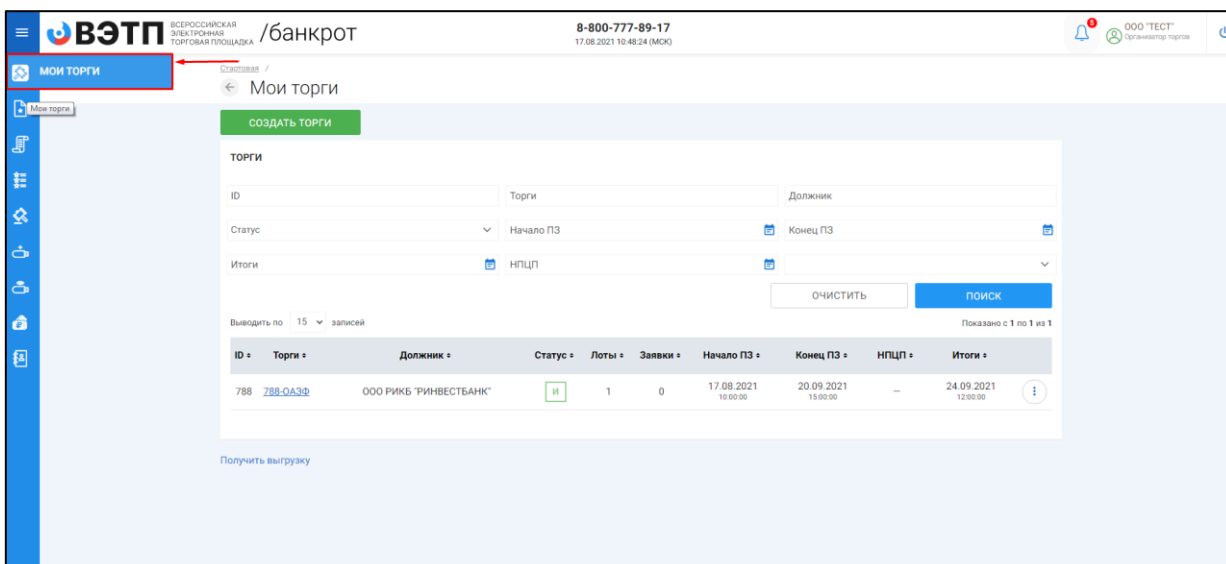 ВЭТП ВСЕРОССИЙСКАЯ ЭЛЕКТРОННАЯ ТОРГОВАЯ ПЛОЩАДКА /банкрот
8-800-777-89-17
17.08.2021 10:48:24 (МСК)
5
ООО "ТЕСТ"
Организатор торгов
МОИ ТОРГИ
Мои торги
Стартовая /
Мои торги
СОЗДАТЬ ТОРГИ
ТОРГИ
ID Торги Должник
Статус Начало ПЗ Конец ПЗ
Итоги НПЦП
ОЧИСТИТЬ ПОИСК
Выводить по 15 записей Показано с 1 по 1 из 1
ID Торги Должник Статус Лоты Заявки Начало ПЗ Конец ПЗ НПЦП Итоги
788 788-ОАЗФ ООО РИКБ "РИНВЕСТБАНК" И 1 0 17.08.2021 20.09.2021 – 24.09.2021
10:00:00 15:00:00 12:00:00
Получить выгрузку